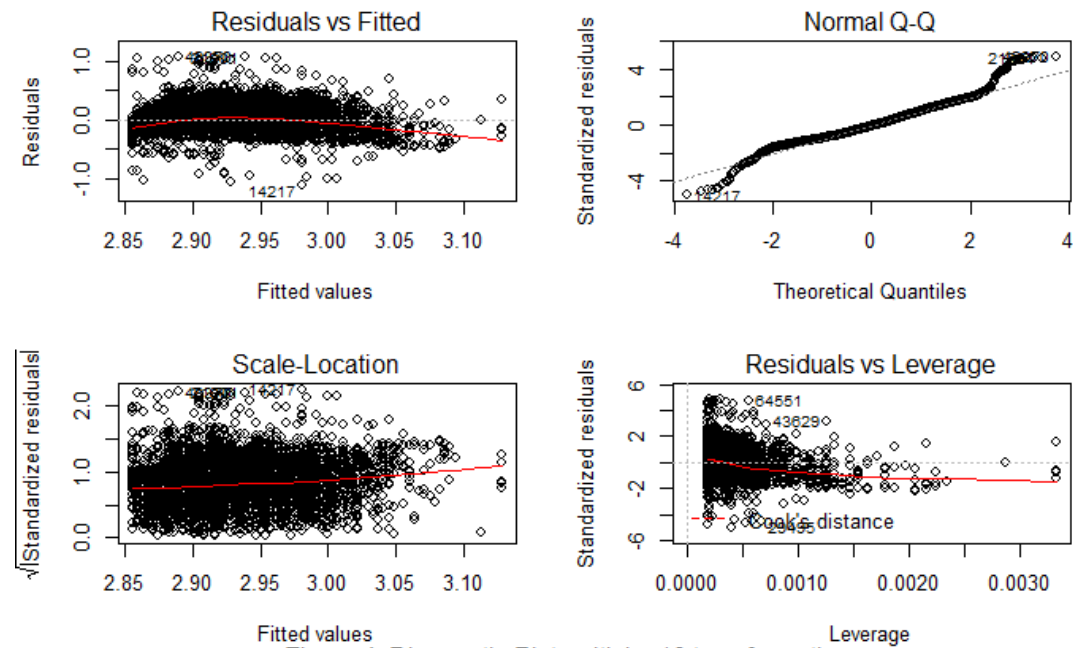 Residuals vs Fitted
Residuals
1.0
0.0
-1.0
14217
2.85 2.90 2.95 3.00 3.05 3.10
Fitted values
Normal Q-Q
Standardized residuals
4
0
-4
14217
-4 -2 0 2 4
Theoretical Quantiles
Scale-Location
√|Standardized residuals|
2.0
1.0
0.0
14217
2.85 2.90 2.95 3.00 3.05 3.10
Fitted values
Residuals vs Leverage
Standardized residuals
6
2
-2
-6
64551
43629
Cook's distance
29495
0.0000 0.0010 0.0020 0.0030
Leverage